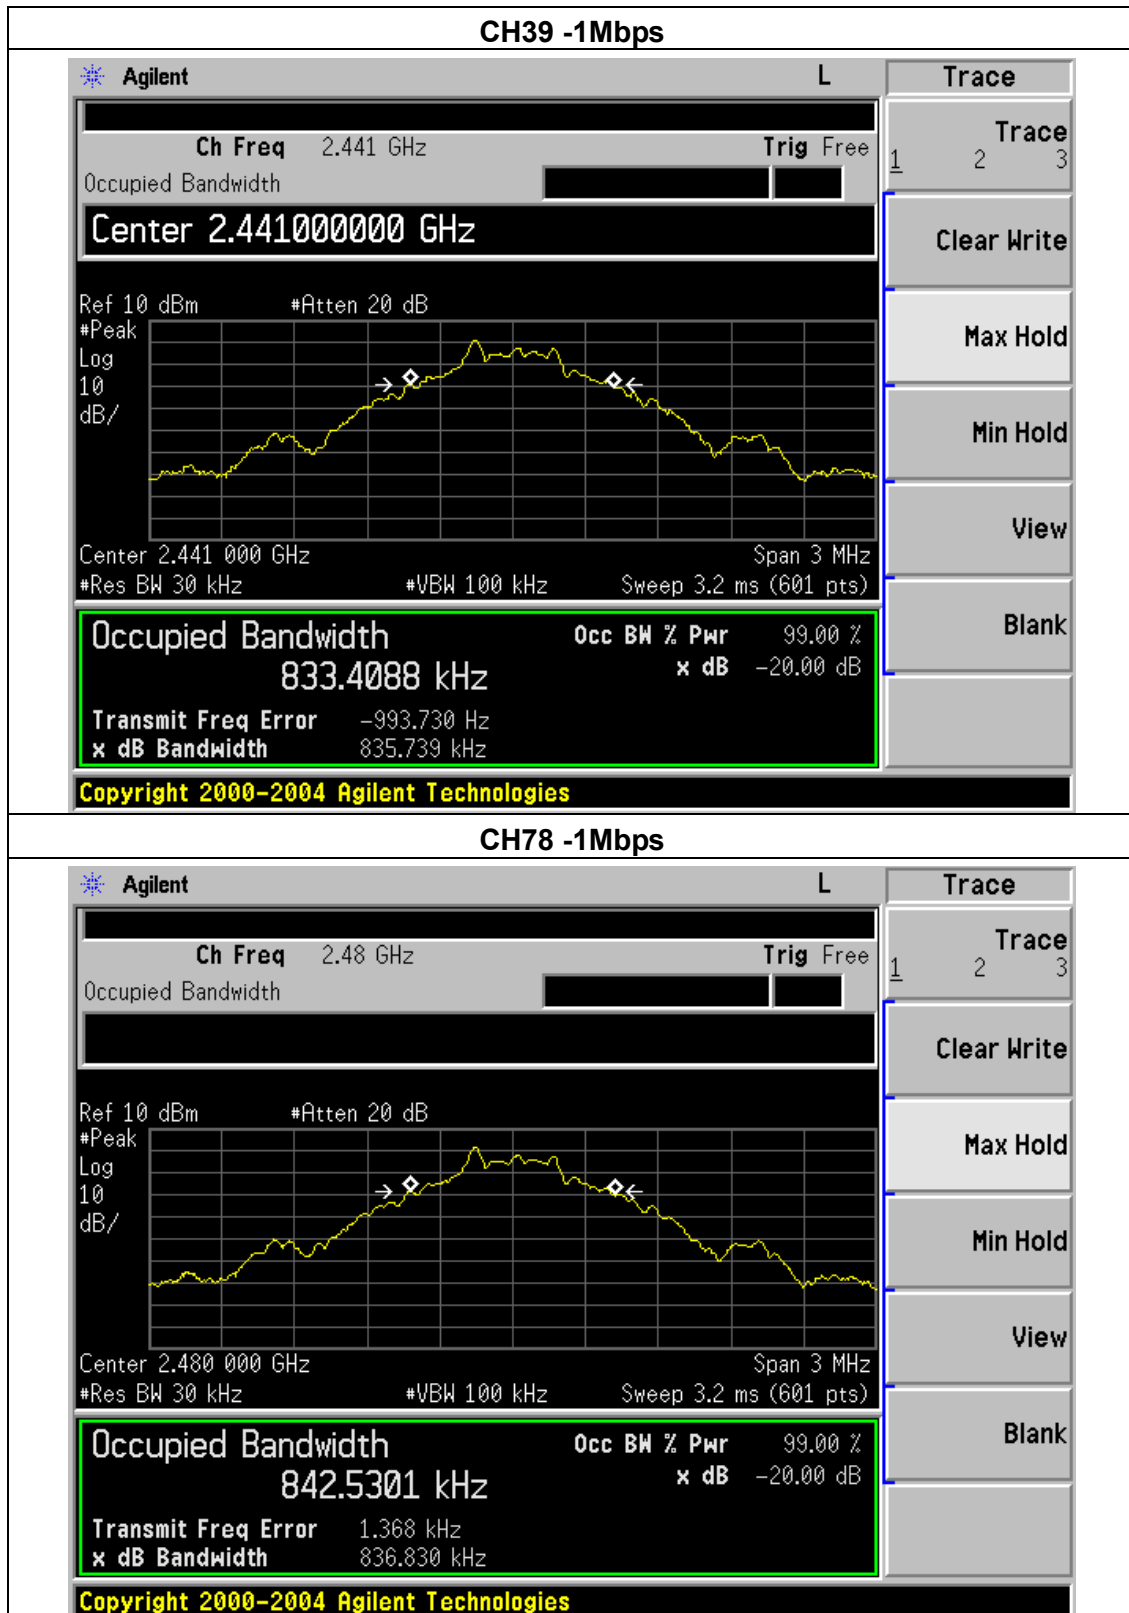 CH39 -1Mbps
Agilent
L
Trace
Ch Freq 2.441 GHz
Trig Free
Trace
1 2 3
Occupied Bandwidth
Center 2.441000000 GHz
Clear Write
Ref 10 dBm #Atten 20 dB
#Peak
Log
10
dB/
Max Hold
Min Hold
View
Center 2.441 000 GHz Span 3 MHz
#Res BW 30 kHz #VBW 100 kHz Sweep 3.2 ms (601 pts)
Blank
Occupied Bandwidth
833.4088 kHz
Occ BW % Pwr 99.00 %
x dB -20.00 dB
Transmit Freq Error -993.730 Hz
x dB Bandwidth 835.739 kHz
Copyright 2000-2004 Agilent Technologies
CH78 -1Mbps
Agilent
L
Trace
Ch Freq 2.48 GHz
Trig Free
Trace
1 2 3
Occupied Bandwidth
Clear Write
Ref 10 dBm #Atten 20 dB
#Peak
Log
10
dB/
Max Hold
Min Hold
View
Center 2.480 000 GHz Span 3 MHz
#Res BW 30 kHz #VBW 100 kHz Sweep 3.2 ms (601 pts)
Blank
Occupied Bandwidth
842.5301 kHz
Occ BW % Pwr 99.00 %
x dB -20.00 dB
Transmit Freq Error 1.368 kHz
x dB Bandwidth 836.830 kHz
Copyright 2000-2004 Agilent Technologies